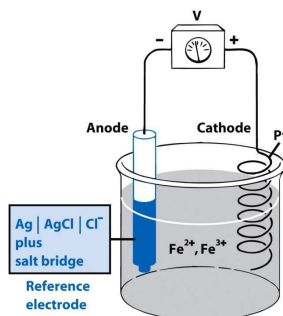 V
− +
Anode
Cathode
Ag | AgCl | Cl⁻
plus
salt bridge
Fe²⁺, Fe³⁺
Reference
electrode